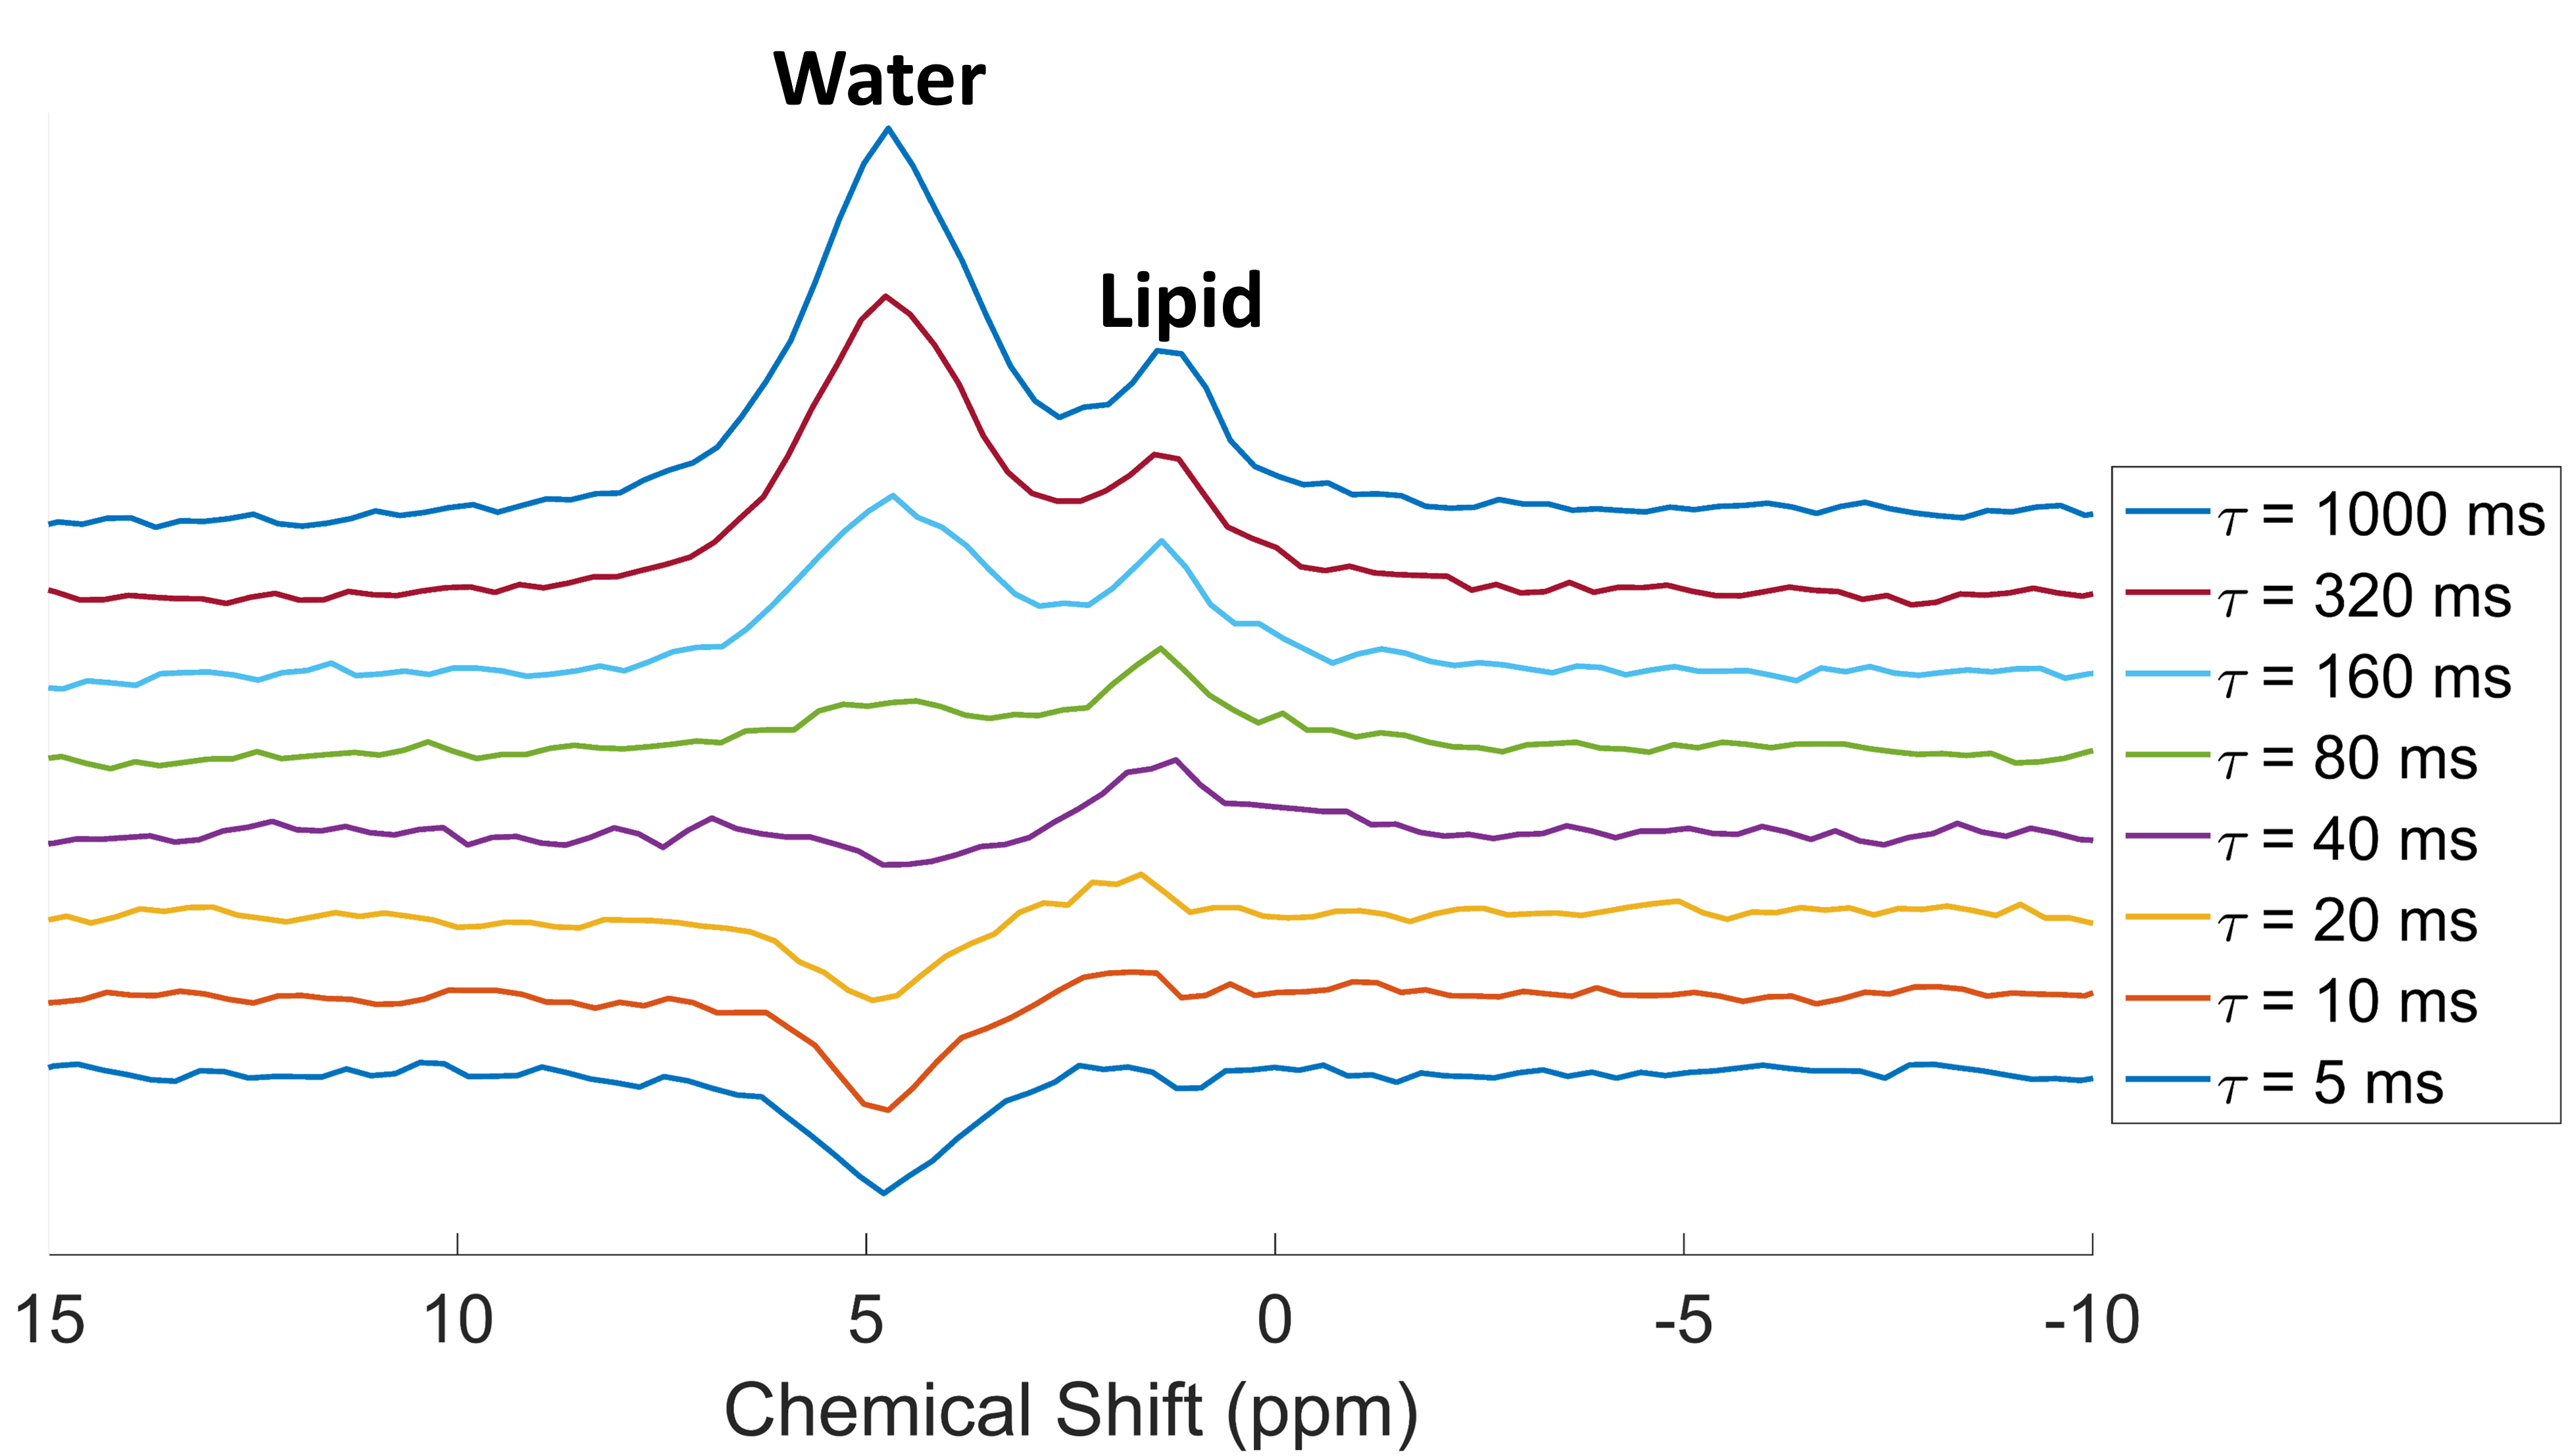 Water
Lipid
τ = 1000 ms
τ = 320 ms
τ = 160 ms
τ = 80 ms
τ = 40 ms
τ = 20 ms
τ = 10 ms
τ = 5 ms
15 10 5 0 -5 -10
Chemical Shift (ppm)